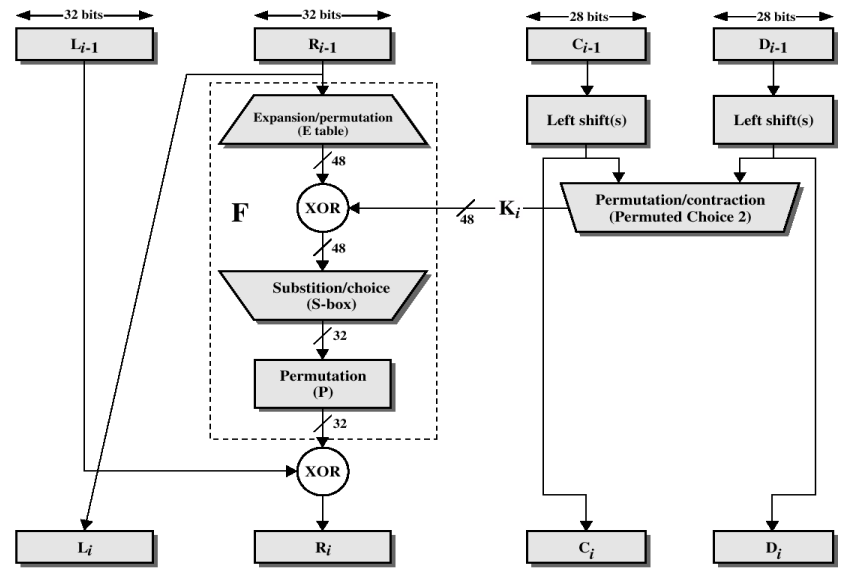 32 bits 32 bits 28 bits 28 bits
Li-1 Ri-1 Ci-1 Di-1
Expansion/permutation
(E table)
Left shift(s) Left shift(s)
48
F XOR 48 Ki
Permutation/contraction
(Permuted Choice 2)
48
Substition/choice
(S-box)
32
Permutation
(P)
32
XOR
Li Ri Ci Di